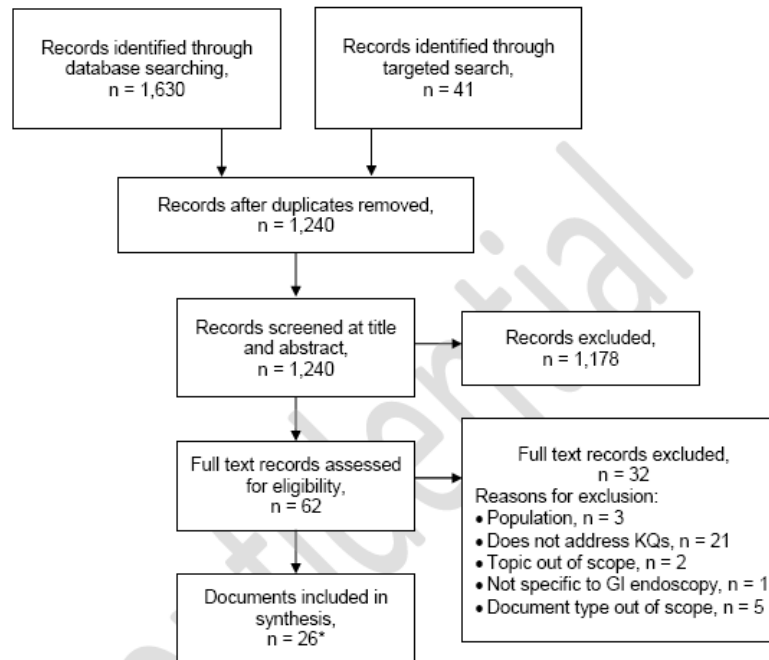 Records identified through
database searching,
n = 1,630
Records identified through
targeted search,
n = 41
Records after duplicates removed,
n = 1,240
Records screened at title
and abstract,
n = 1,240
Records excluded,
n = 1,178
Full text records assessed
for eligibility,
n = 62
Full text records excluded,
n = 32
Reasons for exclusion:
• Population, n = 3
• Does not address KQs, n = 21
• Topic out of scope, n = 2
• Not specific to GI endoscopy, n = 1
• Document type out of scope, n = 5
Documents included in
synthesis,
n = 26*
nfidential